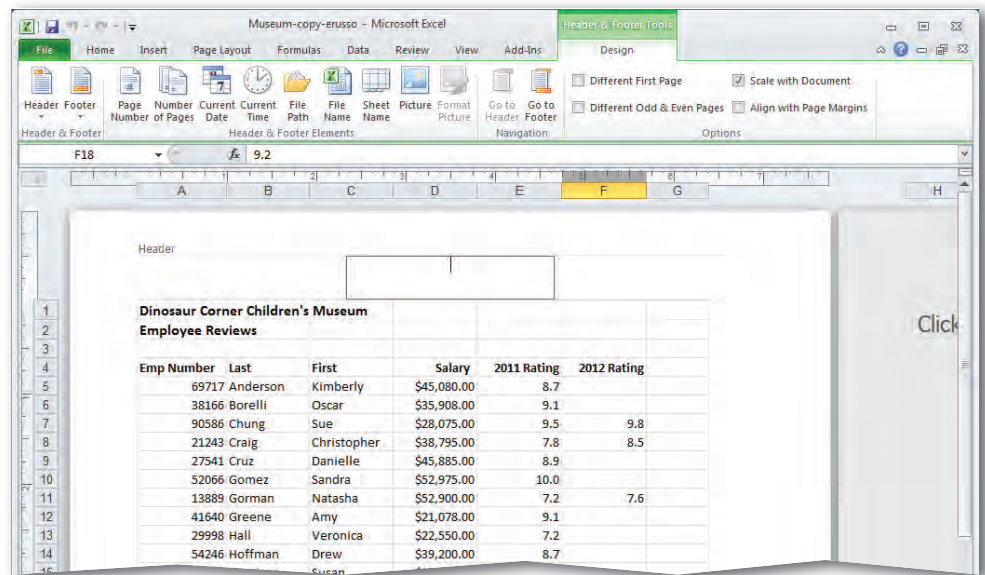 Museum-copy-erusso - Microsoft Excel
Header & Footer Tools
File Home Insert Page Layout Formulas Data Review View Add-Ins Design
Header Footer Page Number Number of Pages Current Date Current Time File Path File Name Sheet Name Picture Format Picture Go to Header Go to Footer
Different First Page Scale with Document
Different Odd & Even Pages Align with Page Margins
Header & Footer Header & Footer Elements Navigation Options
F18 fx 9.2
1 2 3 4 5 6 7
A B C D E F G H
Header
1 Dinosaur Corner Children's Museum
2 Employee Reviews
Click
3
4 Emp Number Last First Salary 2011 Rating 2012 Rating
5 69717 Anderson Kimberly $45,080.00 8.7
6 38166 Borelli Oscar $35,908.00 9.1
7 90586 Chung Sue $28,075.00 9.5 9.8
8 21243 Craig Christopher $38,795.00 7.8 8.5
9 27541 Cruz Danielle $45,885.00 8.9
10 52066 Gomez Sandra $52,975.00 10.0
11 13889 Gorman Natasha $52,900.00 7.2 7.6
12 41640 Greene Amy $21,078.00 9.1
13 29998 Hall Veronica $22,550.00 7.2
14 54246 Hoffman Drew $39,200.00 8.7